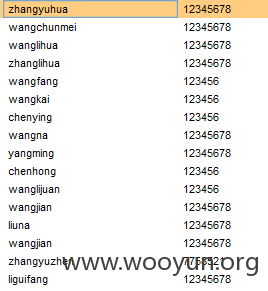 zhangyuhua 12345678
wangchunmei 12345678
wanglihua 12345678
zhanglihua 12345678
wangfang 123456
wangkai 123456
chenying 123456
wangna 12345678
yangming 12345678
chenhong 123456
wanglijuan 123456
wangjian 12345678
liuna 12345678
wangjian 12345678
zhangyuzhen
www.wooyun.org
liguifang 12345678